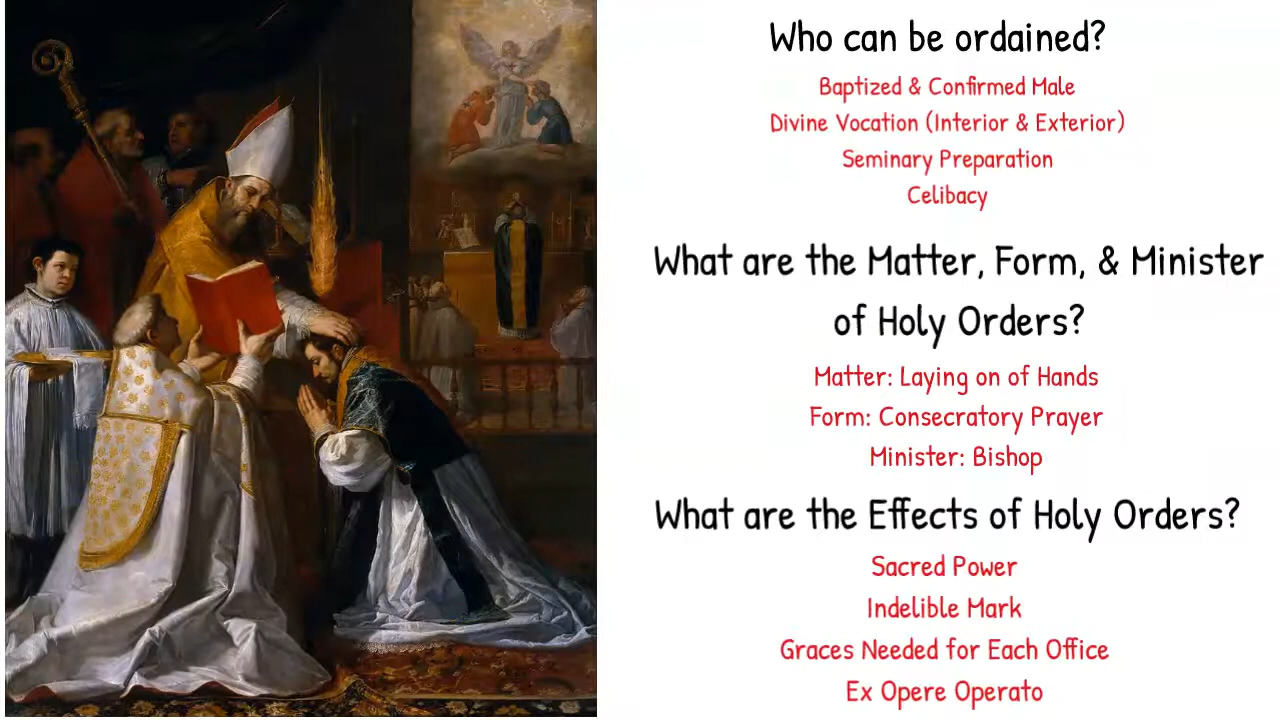 Who can be ordained?
Baptized & Confirmed Male
Divine Vocation (Interior & Exterior)
Seminary Preparation
Celibacy
What are the Matter, Form, & Minister
of Holy Orders?
Matter: Laying on of Hands
Form: Consecratory Prayer
Minister: Bishop
What are the Effects of Holy Orders?
Sacred Power
Indelible Mark
Graces Needed for Each Office
Ex Opere Operato